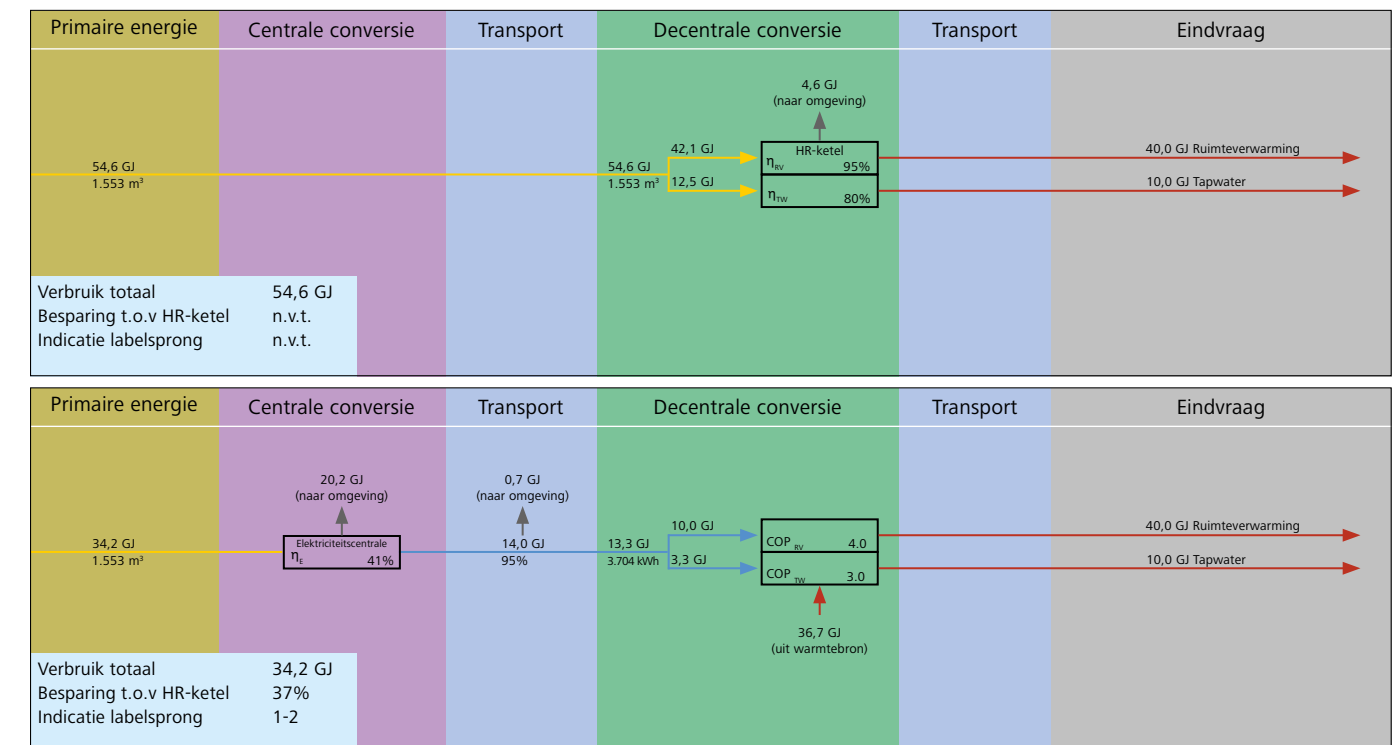 Primaire energie
Centrale conversie
Transport
Decentrale conversie
Transport
Eindvraag
4,6 GJ
(naar omgeving)
54,6 GJ
1.553 m³
54,6 GJ
1.553 m³
42,1 GJ
12,5 GJ
HR-ketel
ηRV 95%
ηTW 80%
40,0 GJ Ruimteverwarming
10,0 GJ Tapwater
Verbruik totaal 54,6 GJ
Besparing t.o.v HR-ketel n.v.t.
Indicatie labelsprong n.v.t.
Primaire energie
Centrale conversie
Transport
Decentrale conversie
Transport
Eindvraag
20,2 GJ
(naar omgeving)
0,7 GJ
(naar omgeving)
34,2 GJ
1.553 m³
Elektriciteitscentrale
ηE 41%
14,0 GJ
95%
13,3 GJ
3.704 kWh
10,0 GJ
3,3 GJ
COP RV 4.0
COP TW 3.0
40,0 GJ Ruimteverwarming
10,0 GJ Tapwater
36,7 GJ
(uit warmtebron)
Verbruik totaal 34,2 GJ
Besparing t.o.v HR-ketel 37%
Indicatie labelsprong 1-2